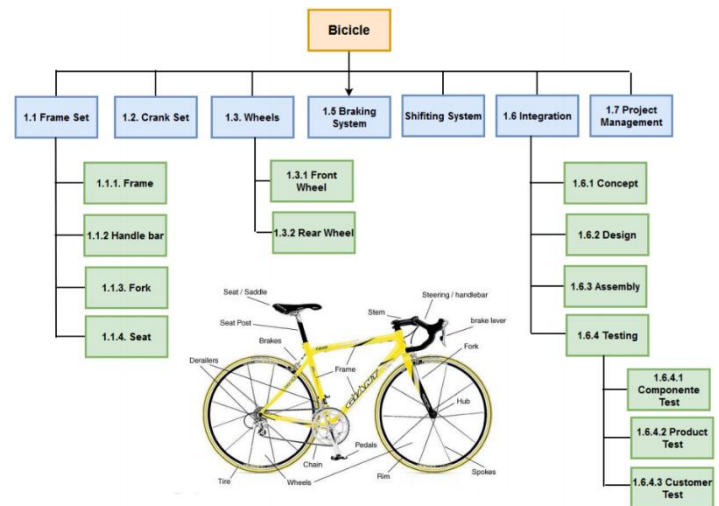 Bicicle
1.1 Frame Set
1.2. Crank Set
1.3. Wheels
1.5 Braking
System
Shifiting System
1.6 Integration
1.7 Project
Management
1.1.1. Frame
1.1.2 Handle bar
1.1.3. Fork
1.1.4. Seat
1.3.1 Front
Wheel
1.3.2 Rear Wheel
1.6.1 Concept
1.6.2 Design
1.6.3 Assembly
1.6.4 Testing
1.6.4.1
Componente
Test
1.6.4.2 Product
Test
1.6.4.3 Customer
Test
Seat / Saddle
Seat Post
Brakes
Derailers
Frame
Stem
Steering / handlebar
brake lever
Fork
Hub
GIANT
Pedals
Chain
Tire
Wheels
Rim
Spokes